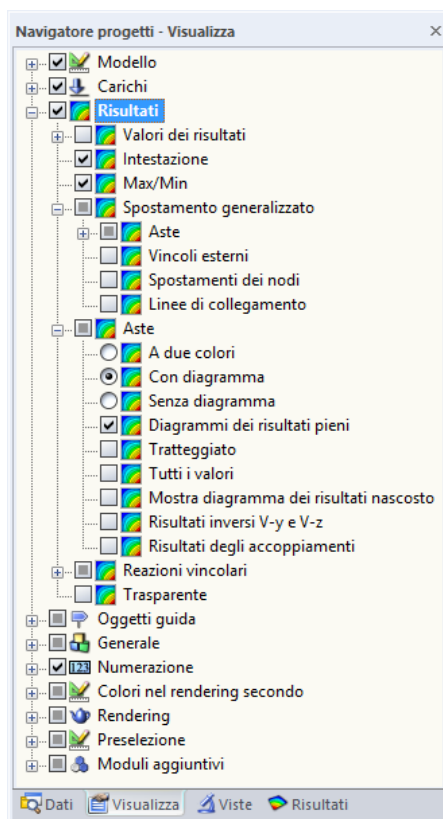 Navigatore progetti - Visualizza
Modello
Carichi
Risultati
Valori dei risultati
Intestazione
Max/Min
Spostamento generalizzato
Aste
Vincoli esterni
Spostamenti dei nodi
Linee di collegamento
Aste
A due colori
Con diagramma
Senza diagramma
Diagrammi dei risultati pieni
Tratteggiato
Tutti i valori
Mostra diagramma dei risultati nascosto
Risultati inversi V-y e V-z
Risultati degli accoppiamenti
Reazioni vincolari
Trasparente
Oggetti guida
Generale
123 Numerazione
Colori nel rendering secondo
Rendering
Preselezione
Moduli aggiuntivi
Dati Visualizza Viste Risultati